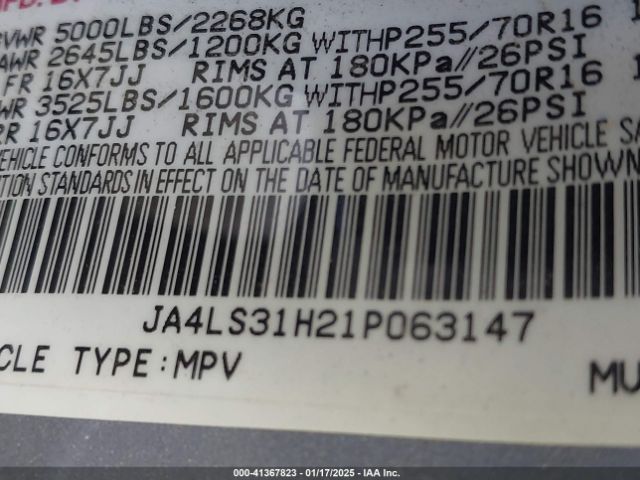 MFD. B
GVWR 5000LBS/2268KG
GAWR 2645LBS/1200KG WITHP255/70R16
FR 16X7JJ RIMS AT 180KPa//26PSI
WR 3525LBS/1600KG WITHP255/70R16
RR 16X7JJ RIMS AT 180KPa//26PSI
VEHICLE CONFORMS TO ALL APPLICABLE FEDERAL MOTOR VEHICLE SA
TION STANDARDS IN EFFECT ON THE DATE OF MANUFACTURE SHOWN
JA4LS31H21P063147
CLE TYPE:MPV MU
000-41367823 / 01/17/2025 - IAA Inc.